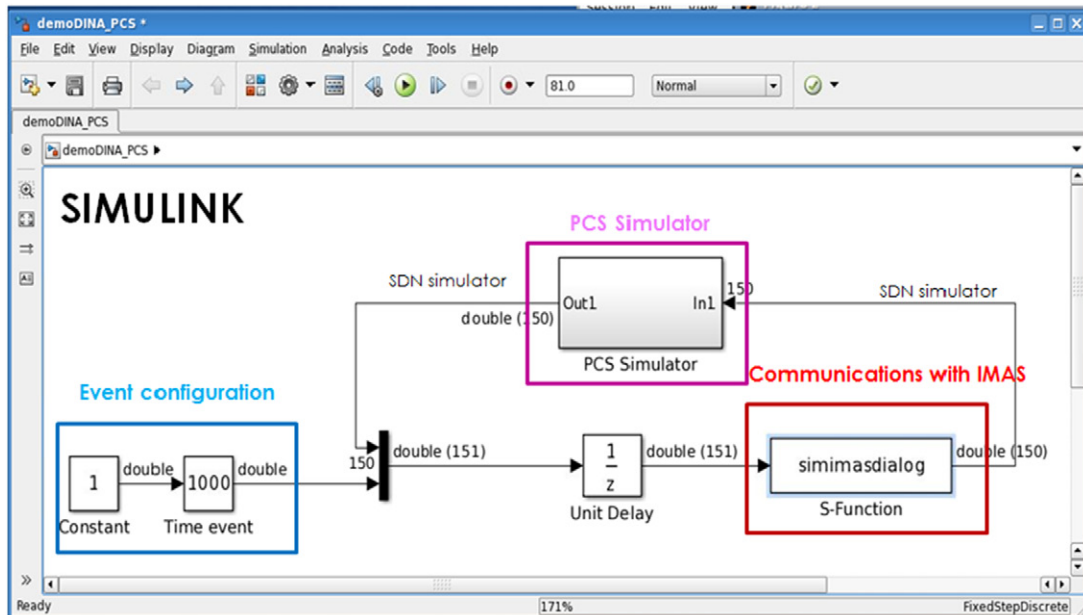 demoDINA_PCS *
File Edit View Display Diagram Simulation Analysis Code Tools Help
81.0
Normal
demoDINA_PCS
demoDINA_PCS
SIMULINK
PCS Simulator
SDN simulator
150
SDN simulator
Out1
In1
double (150)
PCS Simulator
Communications with IMAS
Event configuration
double (151)
double (151)
double (150)
double
double
150
1
1000
1
z
simimasdialog
Constant
Time event
Unit Delay
S-Function
Ready
171%
FixedStepDiscrete